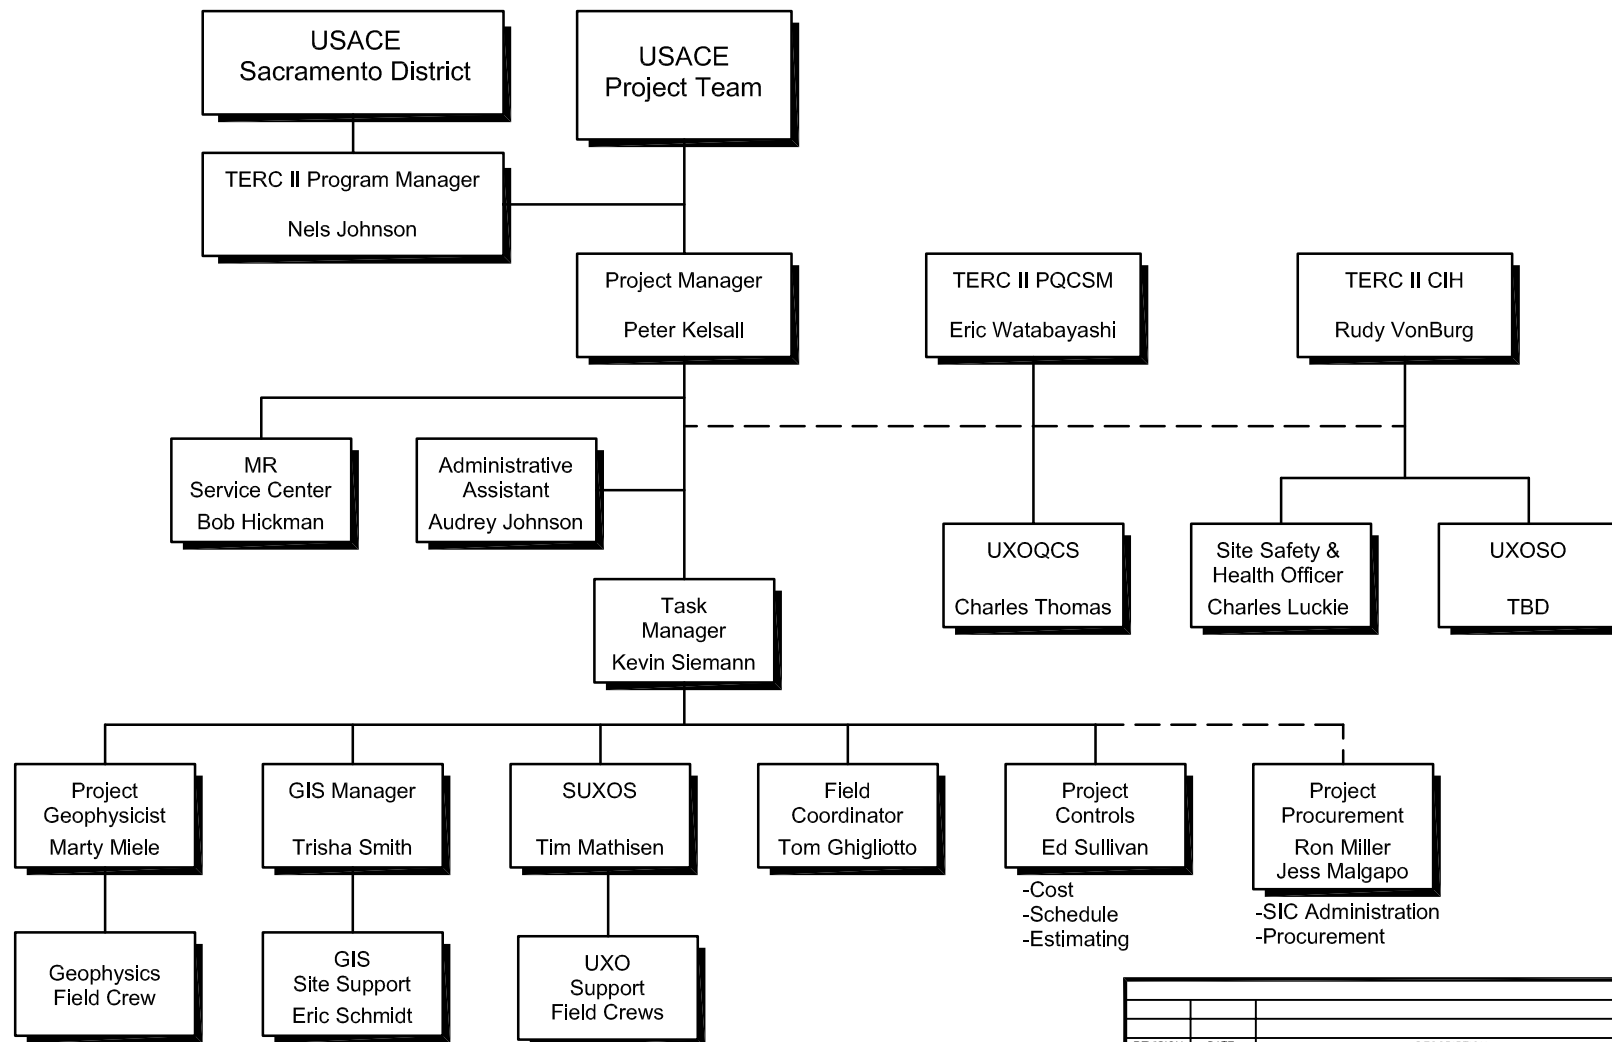 USACE
Sacramento District
USACE
Project Team
TERC II Program Manager
Nels Johnson
Project Manager
Peter Kelsall
TERC II PQCSM
Eric Watabayashi
TERC II CIH
Rudy VonBurg
MR
Service Center
Bob Hickman
Administrative
Assistant
Audrey Johnson
UXOQCS
Charles Thomas
Site Safety &
Health Officer
Charles Luckie
UXOSO
TBD
Task
Manager
Kevin Siemann
Project
Geophysicist
Marty Miele
GIS Manager
Trisha Smith
SUXOS
Tim Mathisen
Field
Coordinator
Tom Ghigliotto
Project
Controls
Ed Sullivan
-Cost
-Schedule
-Estimating
Project
Procurement
Ron Miller
Jess Malgapo
-SIC Administration
-Procurement
Geophysics
Field Crew
GIS
Site Support
Eric Schmidt
UXO
Support
Field Crews